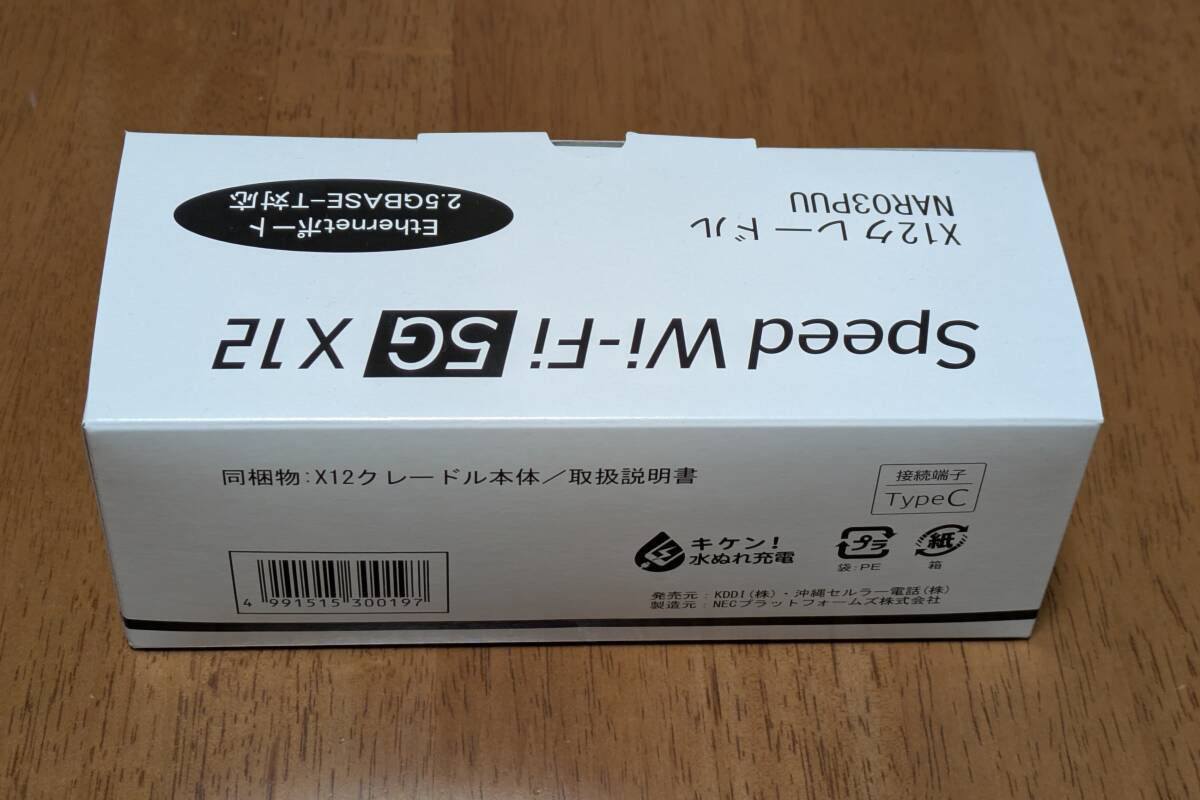 Speed Wi-Fi 5G X12
X12クレードル
NAR03PUU
Ethernetポート
2.5GBASE-T対応
同梱物:X12クレードル本体/取扱説明書
接続端子
TypeC
キケン!
水ぬれ充電
プラ
袋:PE
紙
箱
発売元:KDDI(株)・沖縄セルラー電話(株)
製造元:NECプラットフォームズ株式会社
4 991515 300197